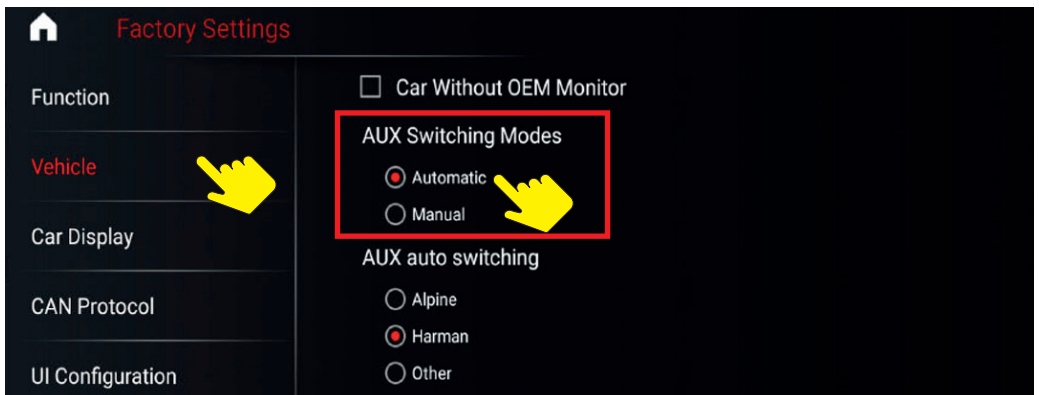 Factory Settings
Function
Vehicle
Car Display
CAN Protocol
UI Configuration
Car Without OEM Monitor
AUX Switching Modes
Automatic
Manual
AUX auto switching
Alpine
Harman
Other